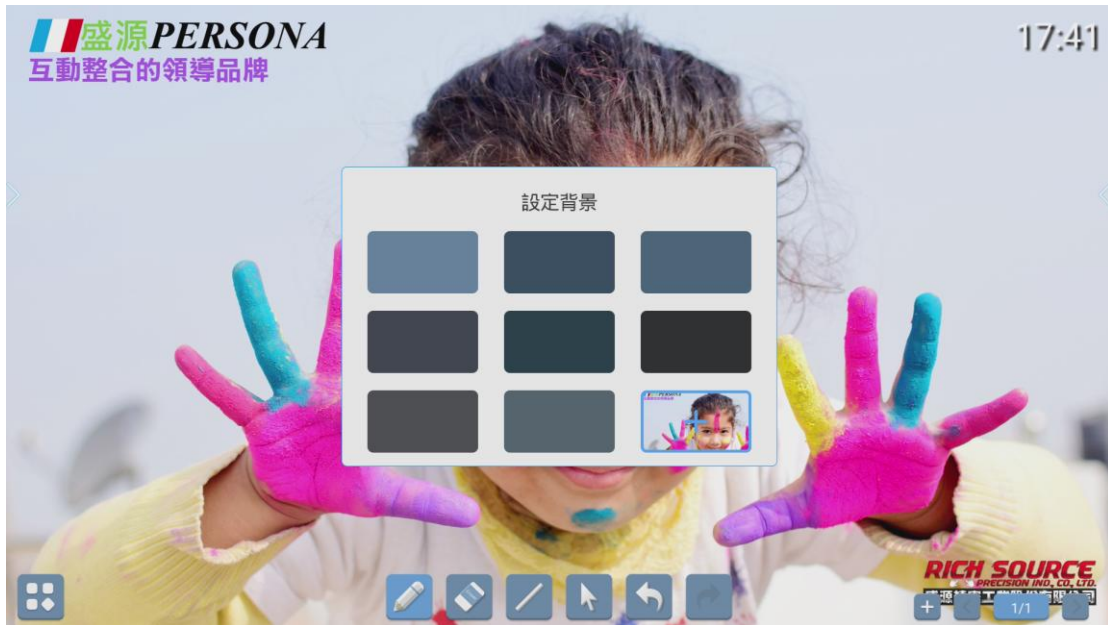 盛源PERSONA
互動整合的領導品牌
17:41
設定背景
RICH SOURCE
PRECISION IND. CO., LTD.
1/1